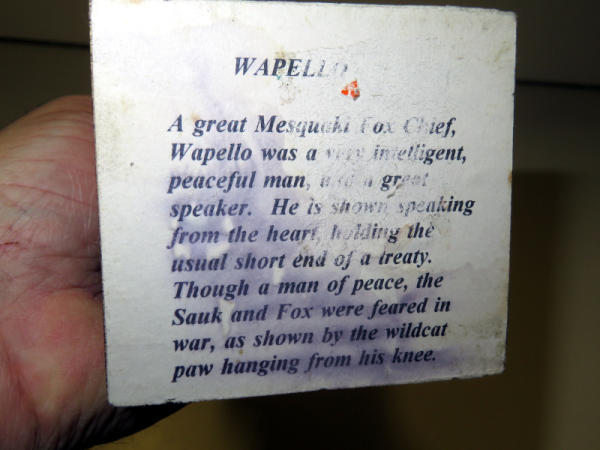 WAPELLO
A great Mesquaki Fox Chief,
Wapello was a very intelligent,
peaceful man, and a great
speaker. He is shown speaking
from the heart, holding the
usual short end of a treaty.
Though a man of peace, the
Sauk and Fox were feared in
war, as shown by the wildcat
paw hanging from his knee.